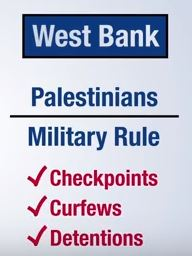 West Bank
Palestinians
Military Rule
✓ Checkpoints
✓ Curfews
✓ Detentions